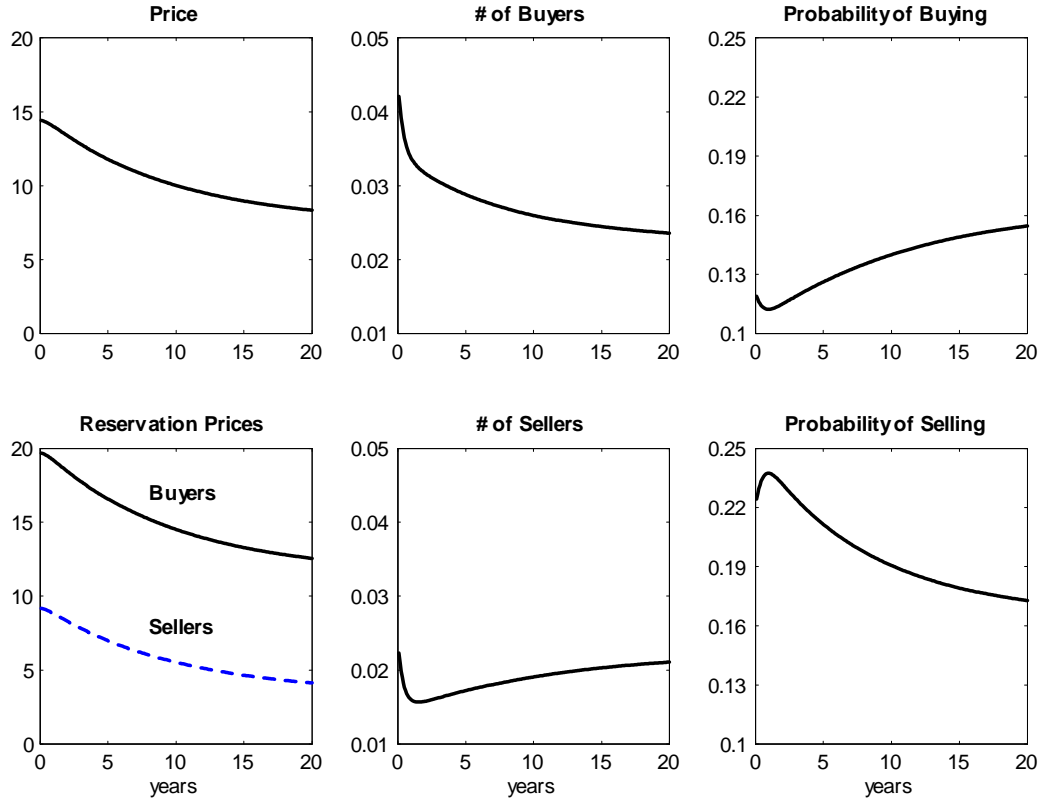 Price
# of Buyers
Probability of Buying
20
15
10
5
0
0 5 10 15 20
0.05
0.04
0.03
0.02
0.01
0 5 10 15 20
0.25
0.22
0.19
0.16
0.13
0.1
0 5 10 15 20
Reservation Prices
# of Sellers
Probability of Selling
20
15
10
5
0
Buyers
Sellers
0 5 10 15 20
years
0.05
0.04
0.03
0.02
0.01
0 5 10 15 20
years
0.25
0.22
0.19
0.16
0.13
0.1
0 5 10 15 20
years